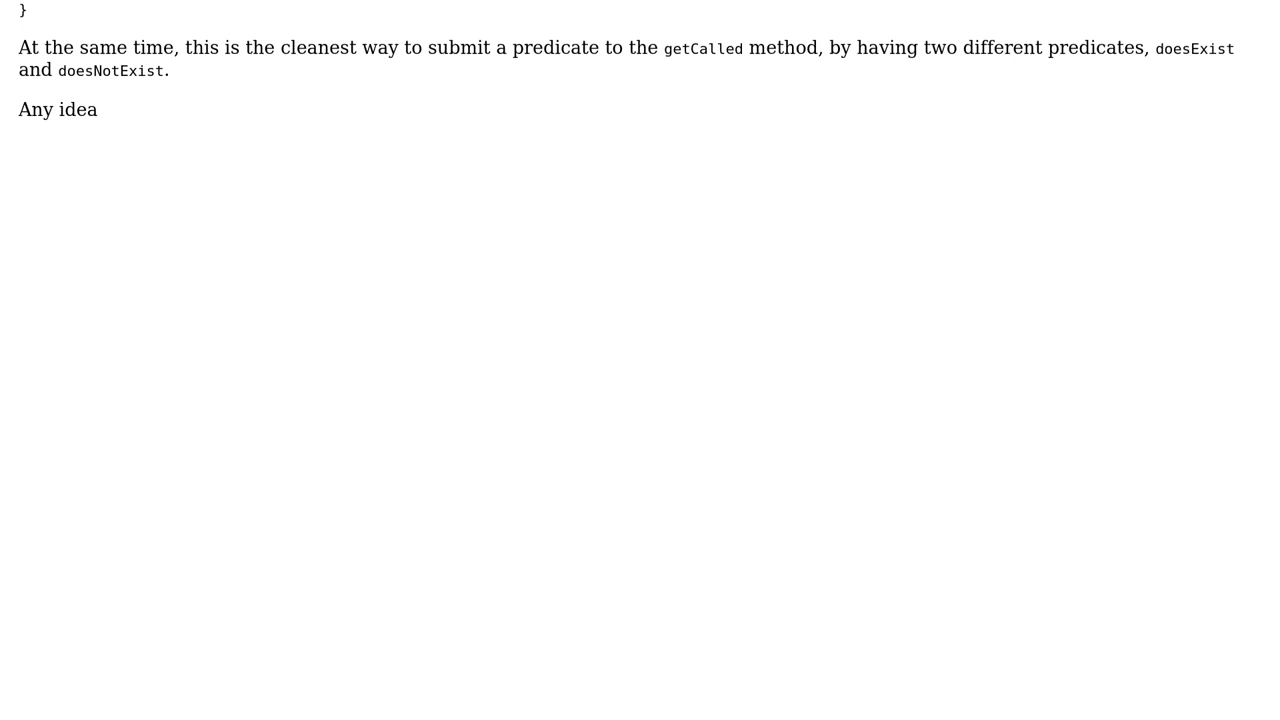 }
At the same time, this is the cleanest way to submit a predicate to the getCalled method, by having two different predicates, doesExist
and doesNotExist.
Any idea